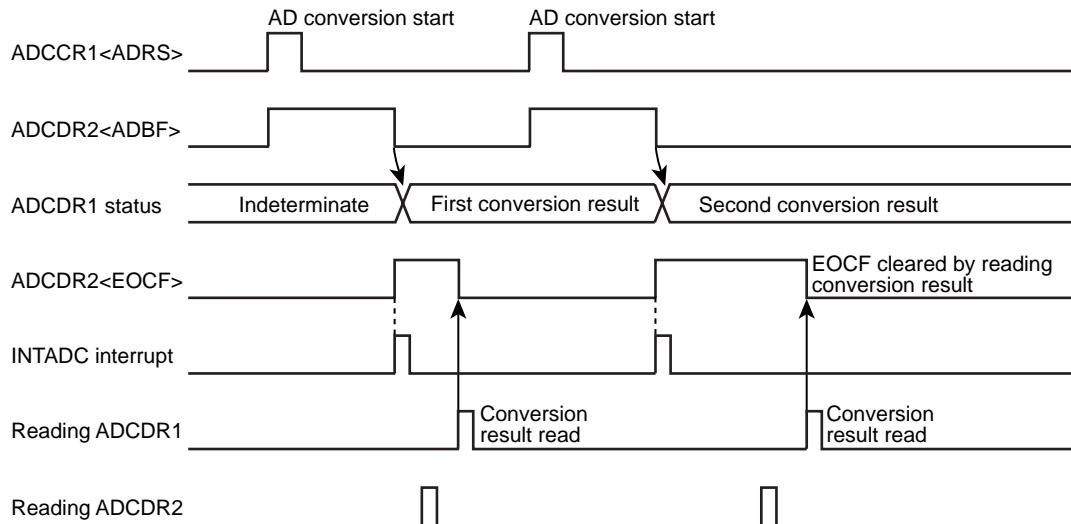 AD conversion start
AD conversion start
ADCCR1<ADRS>
ADCDR2<ADBF>
ADCDR1 status
Indeterminate
First conversion result
Second conversion result
ADCDR2<EOCF>
EOCF cleared by reading
conversion result
INTADC interrupt
Reading ADCDR1
Conversion
result read
Conversion
result read
Reading ADCDR2